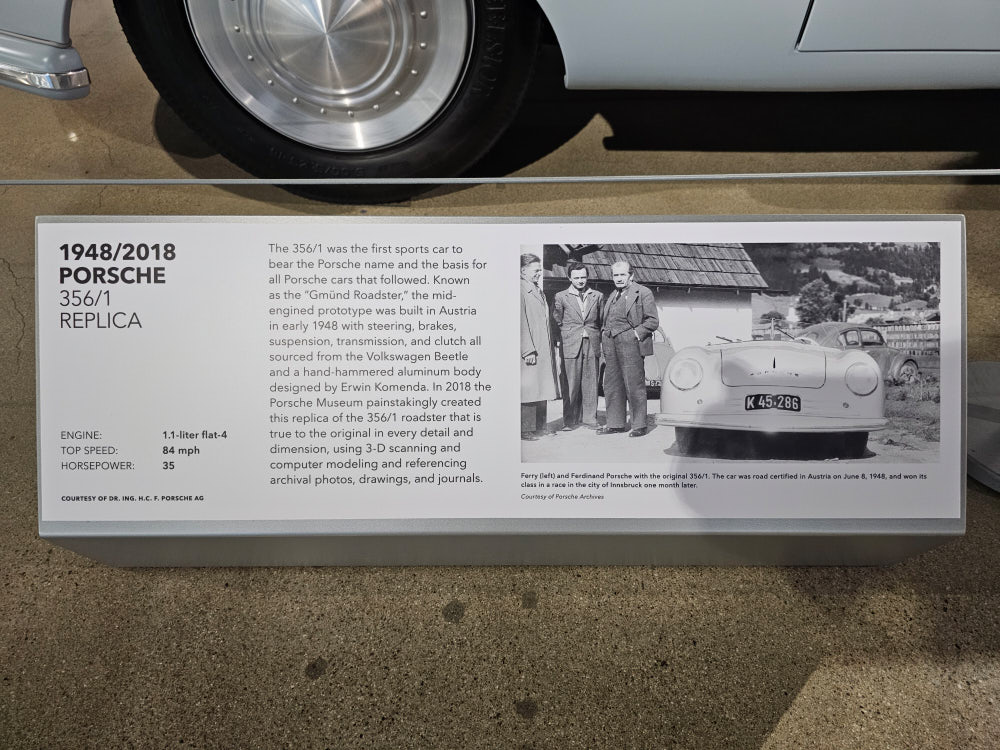 1948/2018
PORSCHE
356/1
REPLICA
ENGINE: 1.1-liter flat-4
TOP SPEED: 84 mph
HORSEPOWER: 35
COURTESY OF DR. ING. H.C. F. PORSCHE AG
The 356/1 was the first sports car to
bear the Porsche name and the basis for
all Porsche cars that followed. Known
as the “Gmünd Roadster,” the mid-
engined prototype was built in Austria
in early 1948 with steering, brakes,
suspension, transmission, and clutch all
sourced from the Volkswagen Beetle
and a hand-hammered aluminum body
designed by Erwin Komenda. In 2018 the
Porsche Museum painstakingly created
this replica of the 356/1 roadster that is
true to the original in every detail and
dimension, using 3-D scanning and
computer modeling and referencing
archival photos, drawings, and journals.
PORSCHE
K 45·286
Ferry (left) and Ferdinand Porsche with the original 356/1. The car was road certified in Austria on June 8, 1948, and won its
class in a race in the city of Innsbruck one month later.
Courtesy of Porsche Archives